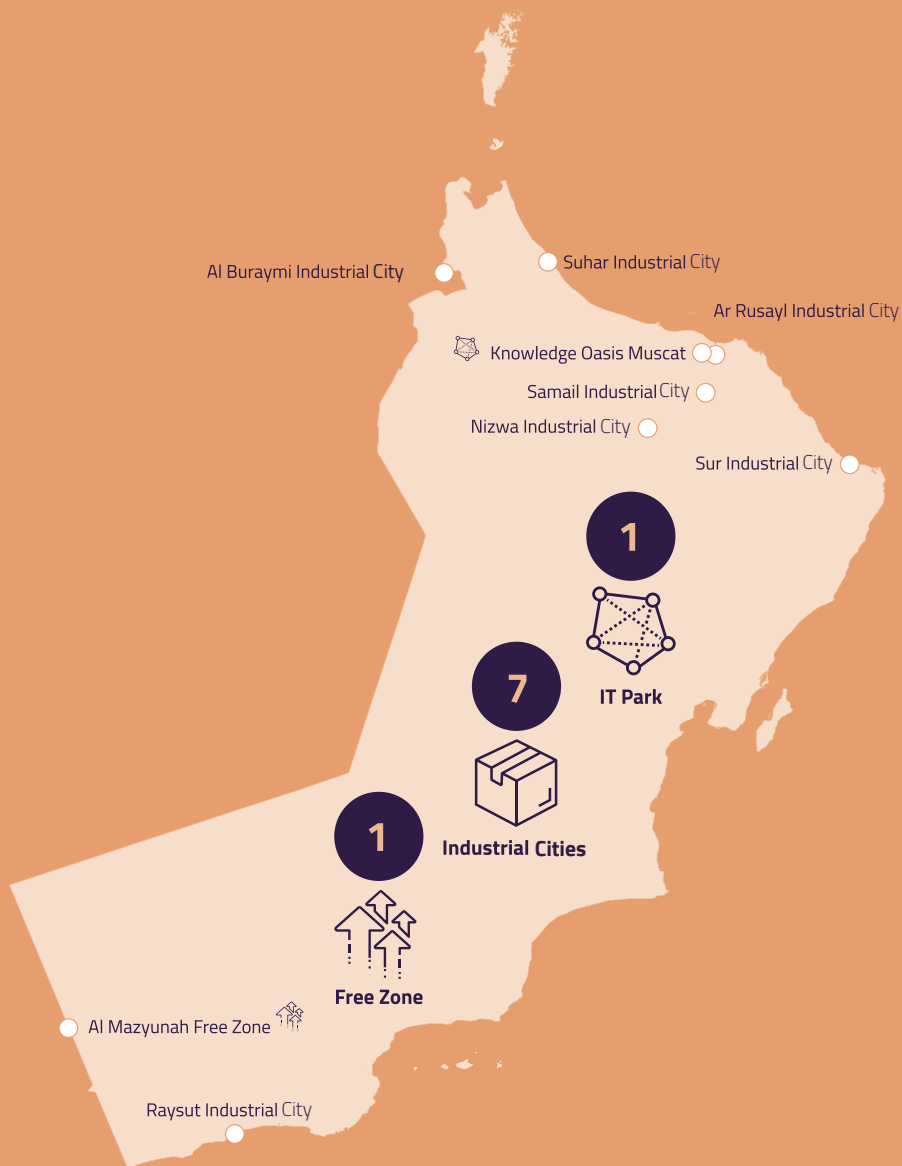 Suhar Industrial City
Al Buraymi Industrial City
Ar Rusayl Industrial City
Knowledge Oasis Muscat
Samail Industrial City
Nizwa Industrial City
Sur Industrial City
1
IT Park
7
Industrial Cities
1
Free Zone
Al Mazyunah Free Zone
Raysut Industrial City